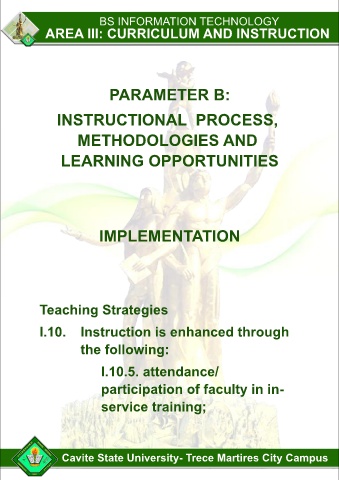 BS INFORMATION TECHNOLOGY
AREA III: CURRICULUM AND INSTRUCTION
PARAMETER B:
INSTRUCTIONAL PROCESS,
METHODOLOGIES AND
LEARNING OPPORTUNITIES
IMPLEMENTATION
Teaching Strategies
I.10. Instruction is enhanced through
the following:
I.10.5. attendance/
participation of faculty in in-
service training;
Cavite State University- Trece Martires City Campus